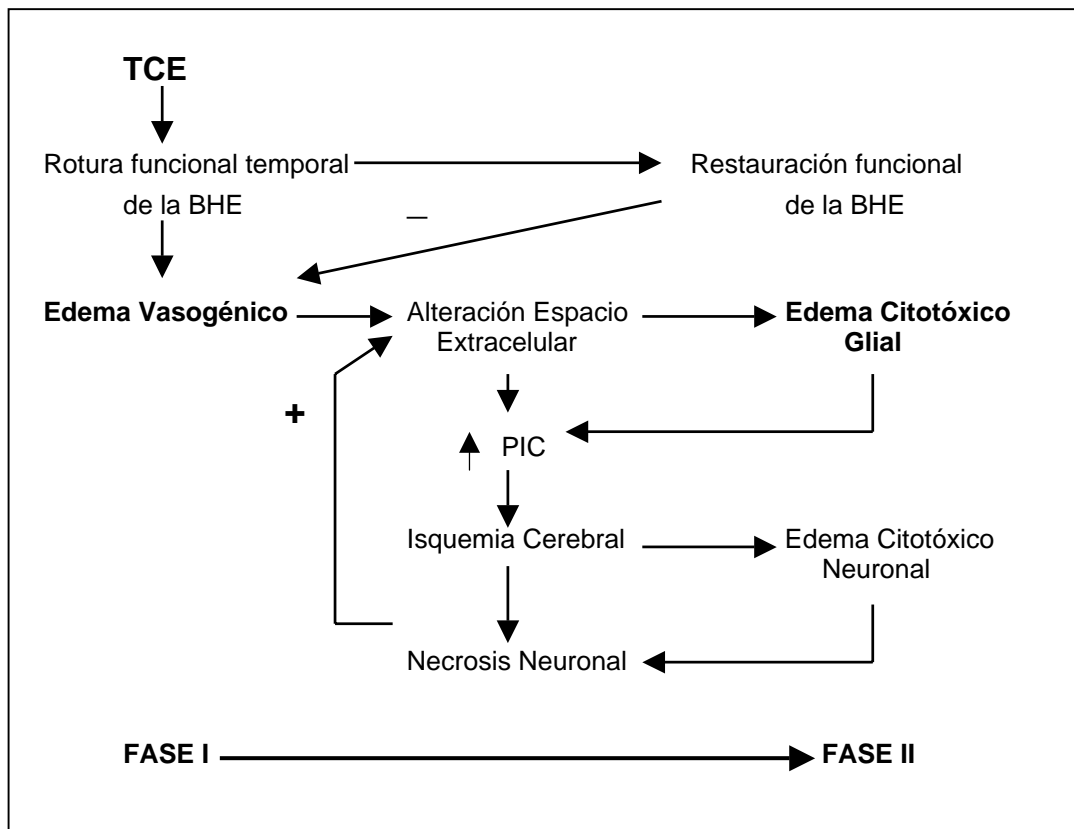 TCE
Rotura funcional temporal
de la BHE
Restauración funcional
de la BHE
_
Edema Vasogénico
Alteración Espacio
Extracelular
Edema Citotóxico
Glial
+
PIC
Isquemia Cerebral
Edema Citotóxico
Neuronal
Necrosis Neuronal
FASE I
FASE II